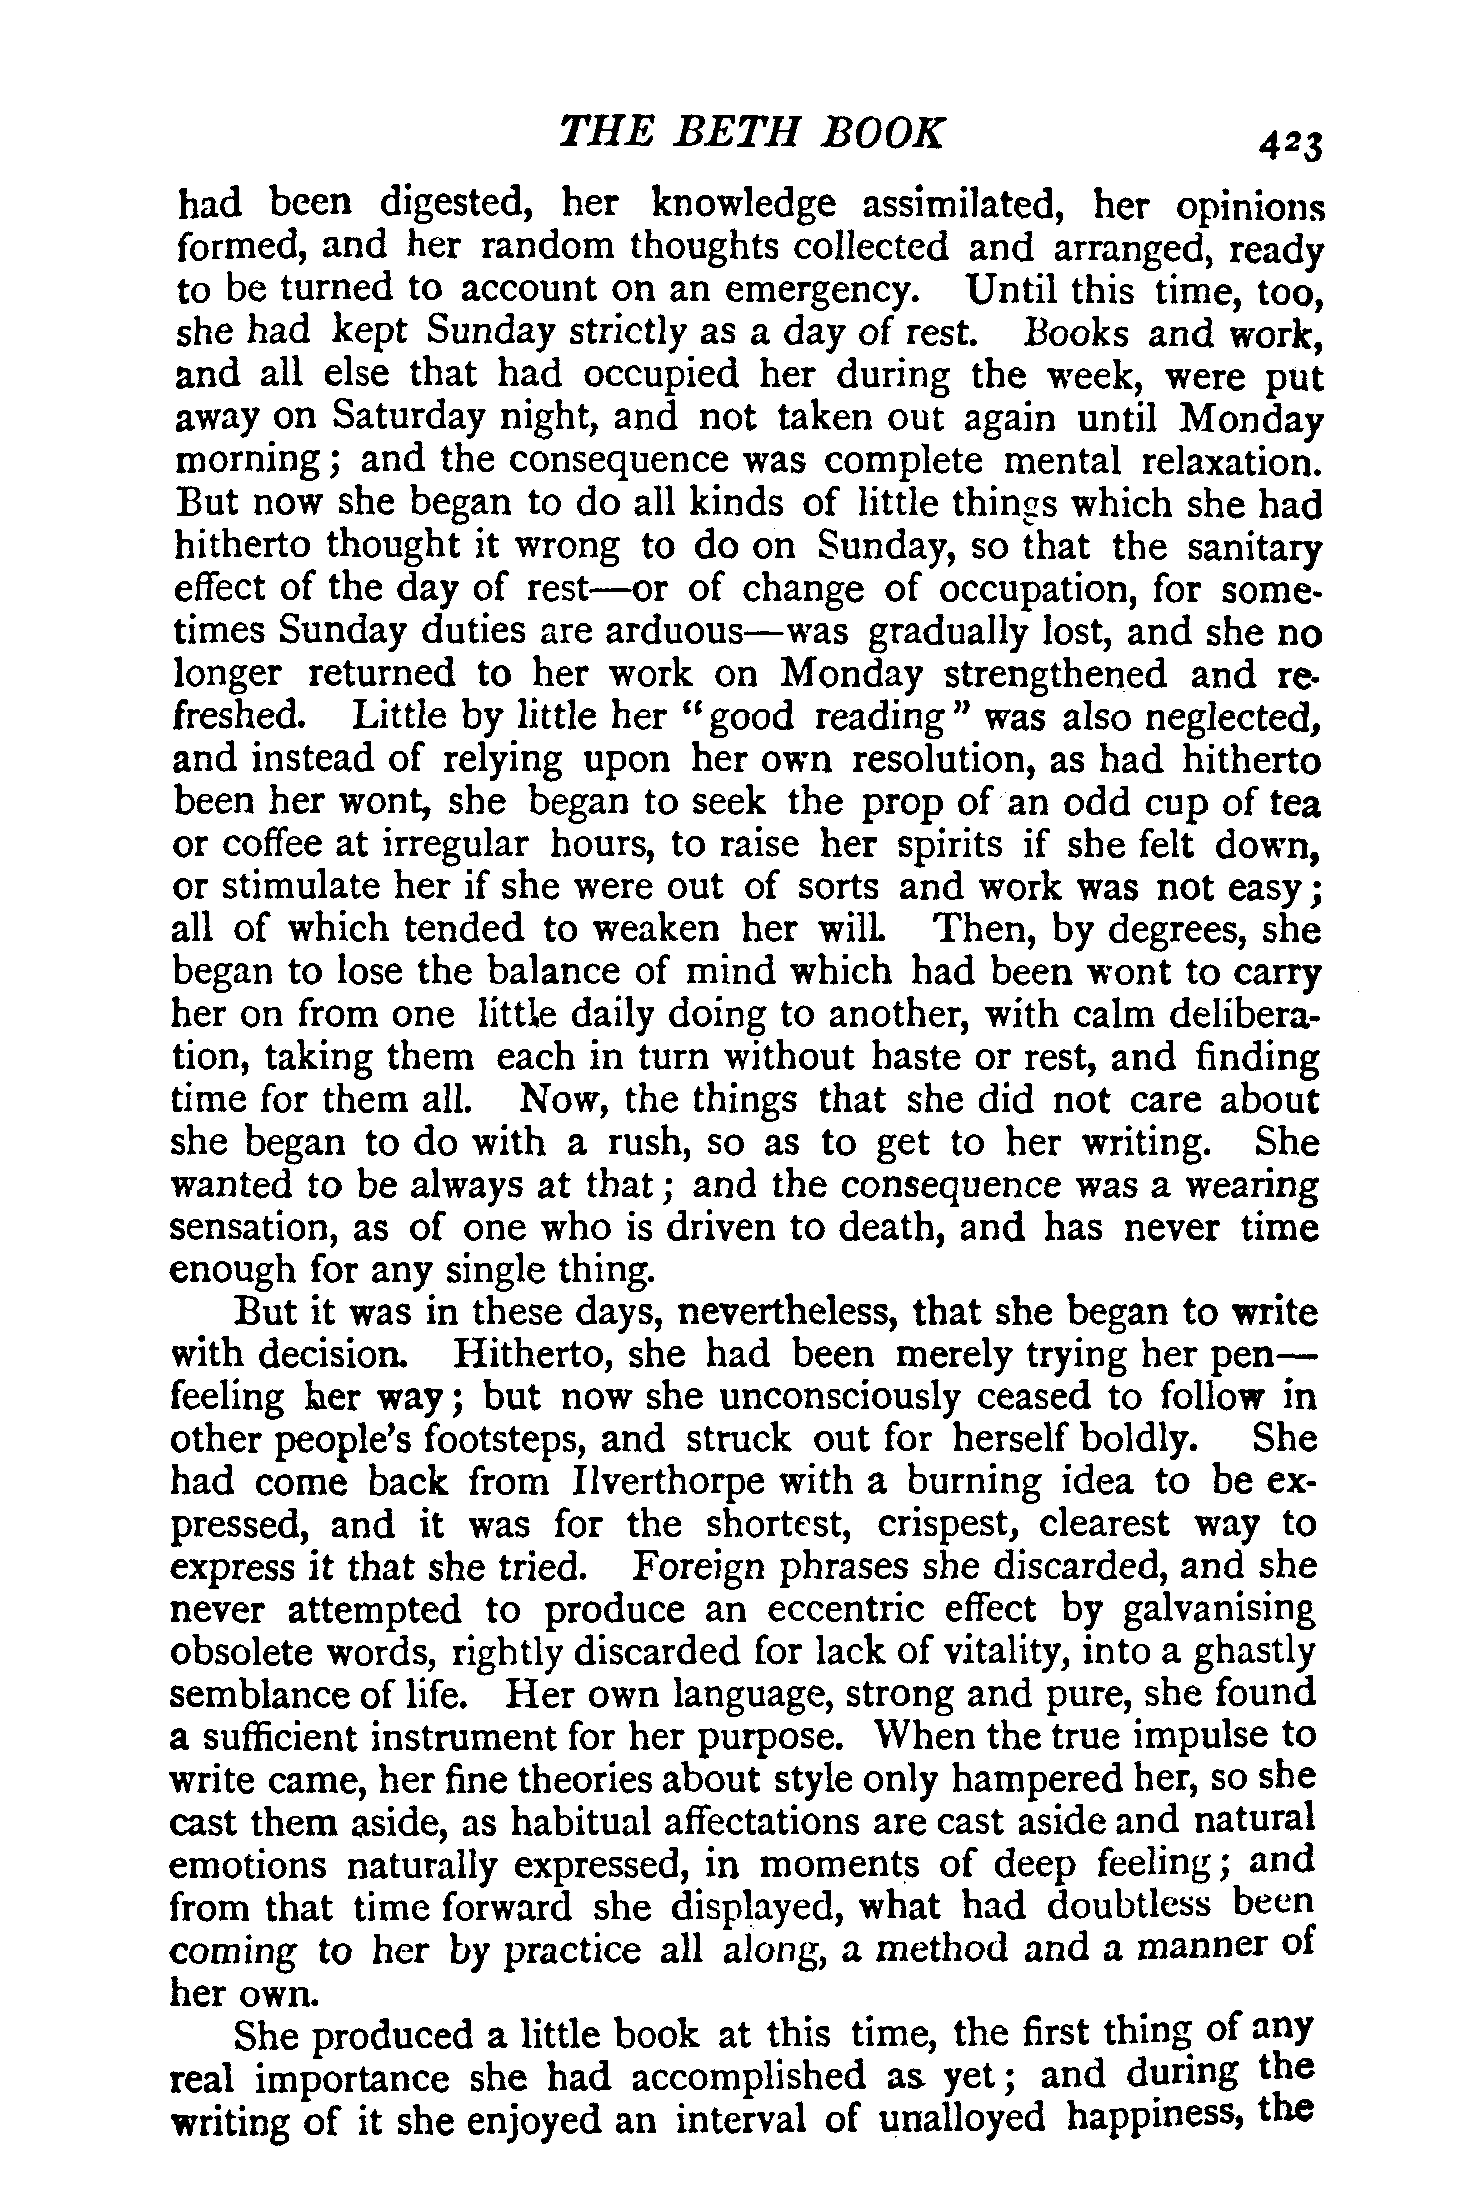 THE BETH BOOK 423
had been digested, her knowledge assimilated, her opinions
formed, and her random thoughts collected and arranged, ready
to be turned to account on an emergency. Until this time, too,
she had kept Sunday strictly as a day of rest. Books and work,
and all else that had occupied her during the week, were put
away on Saturday night, and not taken out again until Monday
morning; and the consequence was complete mental relaxation.
But now she began to do all kinds of little things which she had
hitherto thought it wrong to do on Sunday, so that the sanitary
effect of the day of rest—or of change of occupation, for some-
times Sunday duties are arduous—was gradually lost, and she no
longer returned to her work on Monday strengthened and re-
freshed. Little by little her "good reading" was also neglected,
and instead of relying upon her own resolution, as had hitherto
been her wont, she began to seek the prop of an odd cup of tea
or coffee at irregular hours, to raise her spirits if she felt down,
or stimulate her if she were out of sorts and work was not easy;
all of which tended to weaken her will. Then, by degrees, she
began to lose the balance of mind which had been wont to carry
her on from one little daily doing to another, with calm delibera-
tion, taking them each in turn without haste or rest, and finding
time for them all. Now, the things that she did not care about
she began to do with a rush, so as to get to her writing. She
wanted to be always at that; and the consequence was a wearing
sensation, as of one who is driven to death, and has never time
enough for any single thing.
But it was in these days, nevertheless, that she began to write
with decision. Hitherto, she had been merely trying her pen—
feeling her way; but now she unconsciously ceased to follow in
other people's footsteps, and struck out for herself boldly. She
had come back from Ilverthorpe with a burning idea to be ex-
pressed, and it was for the shortest, crispest, clearest way to
express it that she tried. Foreign phrases she discarded, and she
never attempted to produce an eccentric effect by galvanising
obsolete words, rightly discarded for lack of vitality, into a ghastly
semblance of life. Her own language, strong and pure, she found
a sufficient instrument for her purpose. When the true impulse to
write came, her fine theories about style only hampered her, so she
cast them aside, as habitual affectations are cast aside and natural
emotions naturally expressed, in moments of deep feeling; and
from that time forward she displayed, what had doubtless been
coming to her by practice all along, a method and a manner of
her own.
She produced a little book at this time, the first thing of any
real importance she had accomplished as yet; and during the
writing of it she enjoyed an interval of unalloyed happiness, the